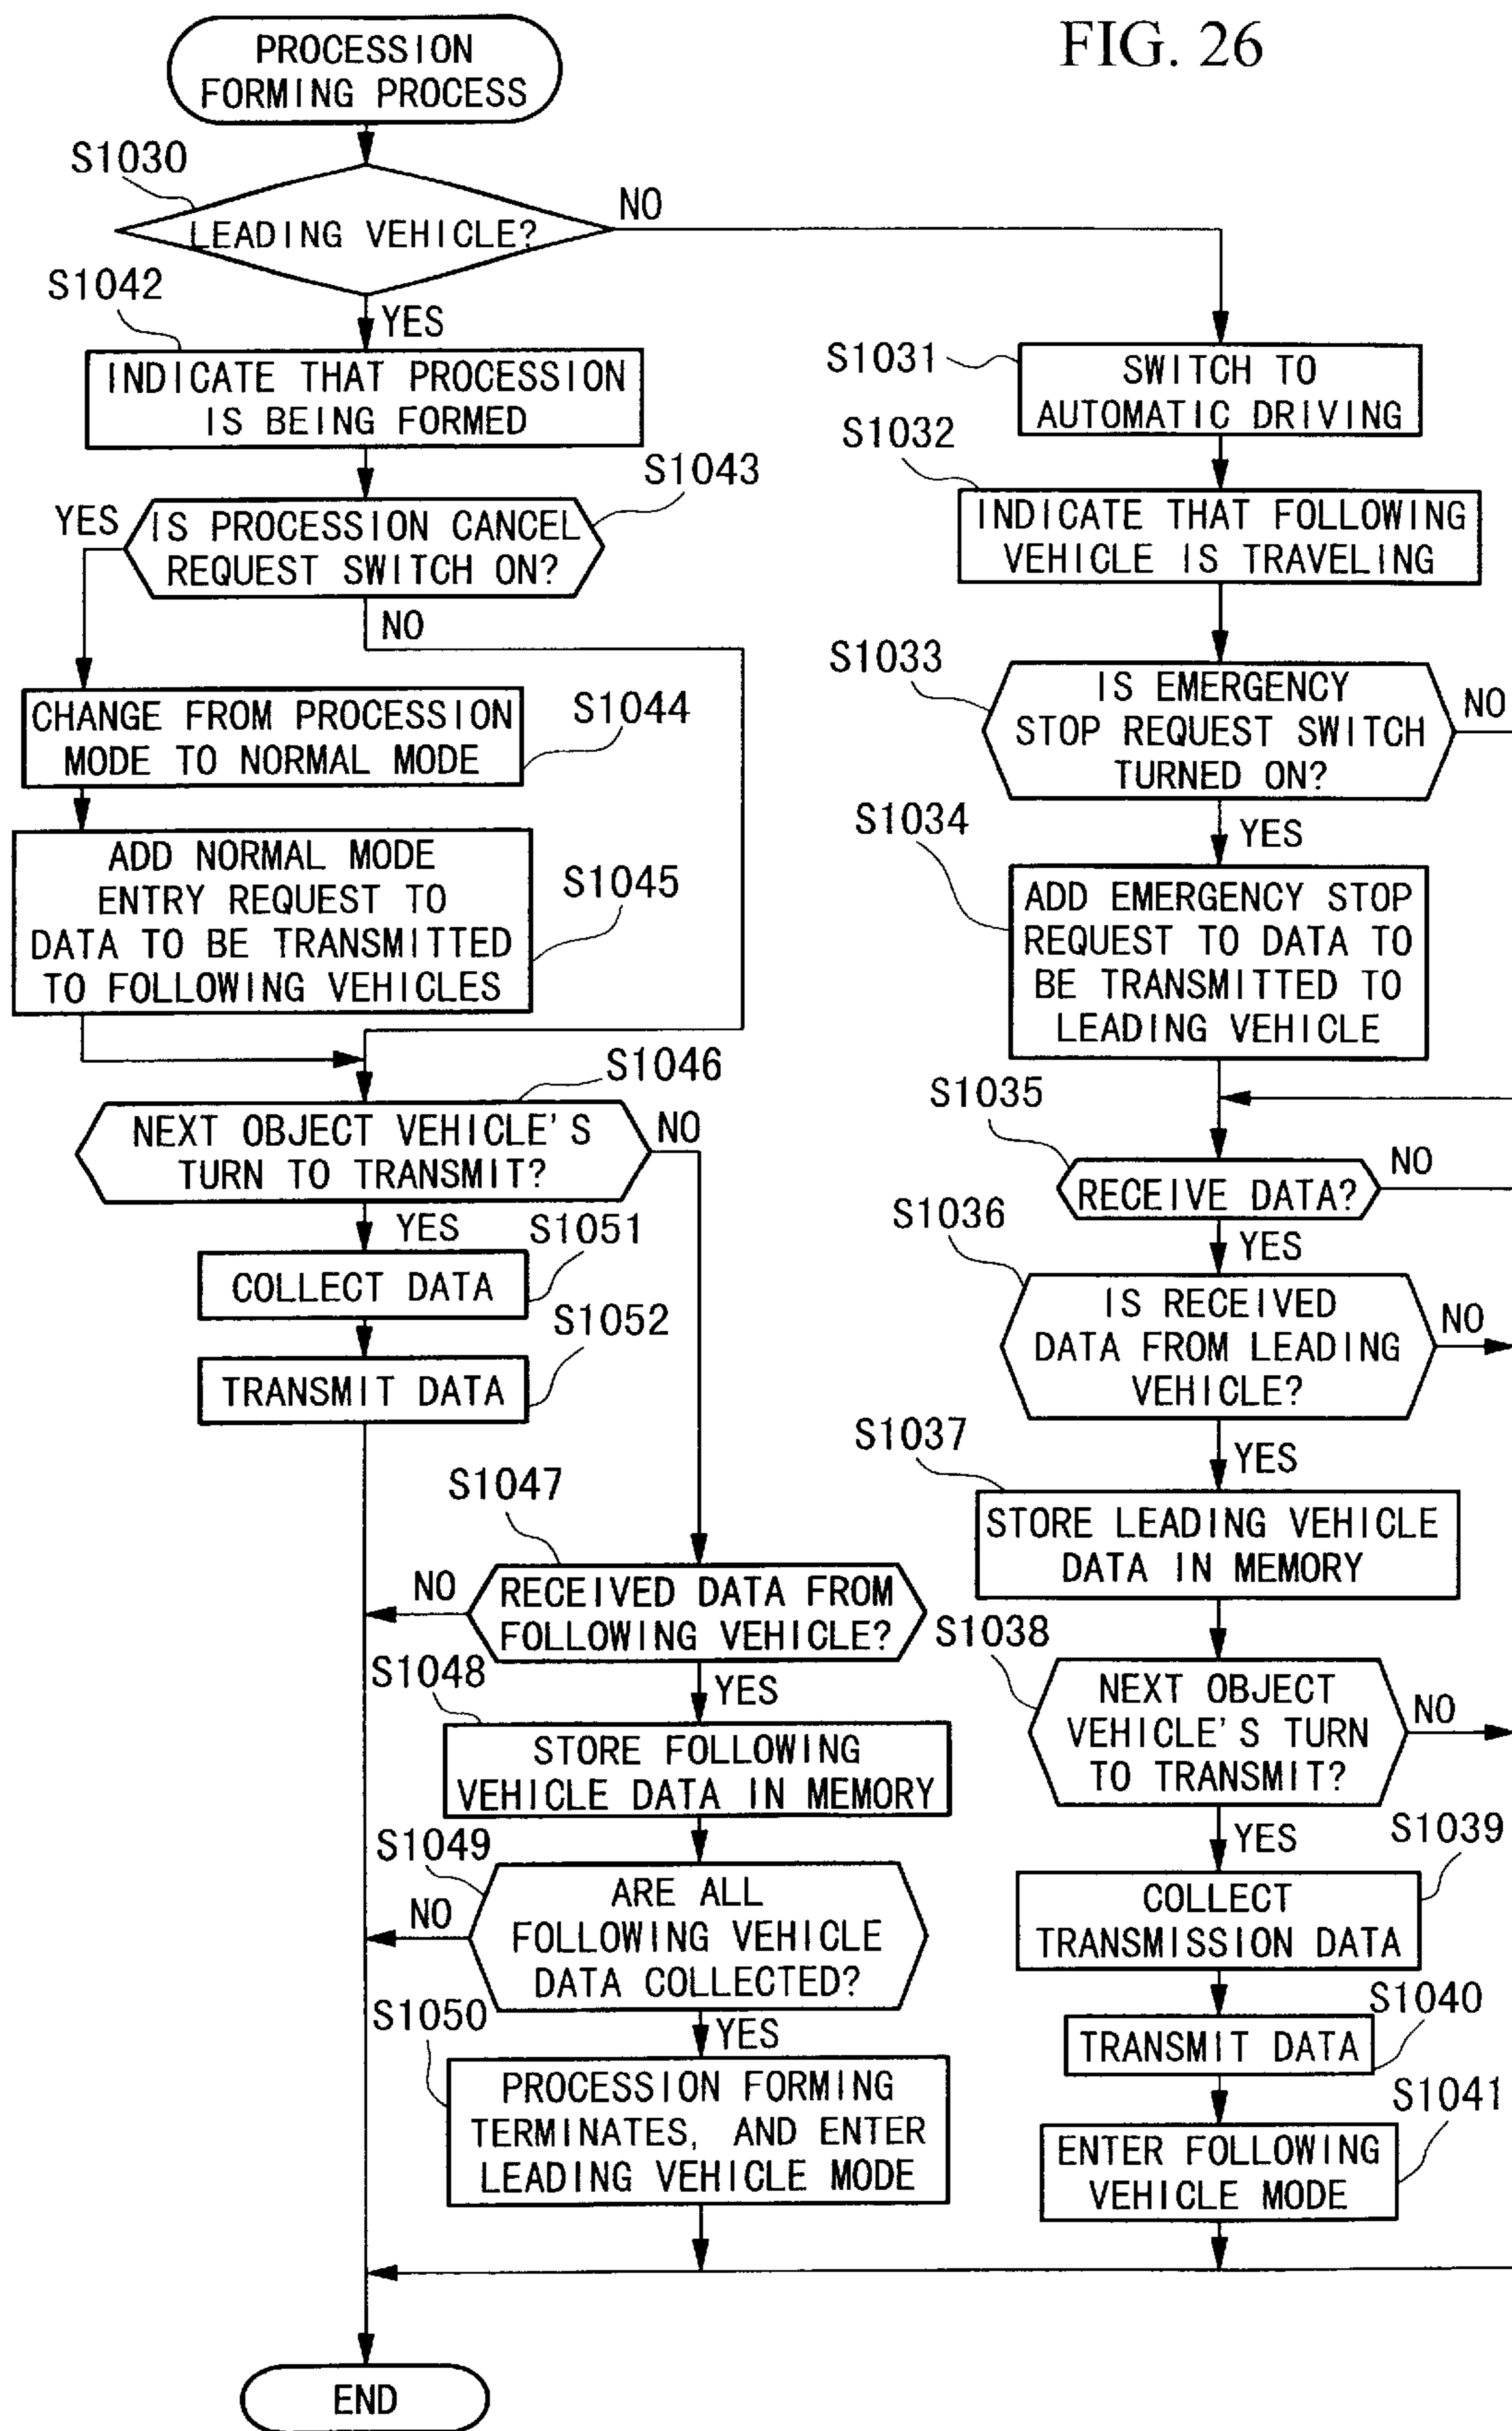 FIG. 26
PROCESSION
FORMING PROCESS
S1030
LEADING VEHICLE?
NO
YES
S1042
INDICATE THAT PROCESSION
IS BEING FORMED
S1043
IS PROCESSION CANCEL
REQUEST SWITCH ON?
YES
NO
S1044
CHANGE FROM PROCESSION
MODE TO NORMAL MODE
S1045
ADD NORMAL MODE
ENTRY REQUEST TO
DATA TO BE TRANSMITTED
TO FOLLOWING VEHICLES
S1046
NEXT OBJECT VEHICLE'S
TURN TO TRANSMIT?
NO
YES
S1051
COLLECT DATA
S1052
TRANSMIT DATA
S1047
RECEIVED DATA FROM
FOLLOWING VEHICLE?
NO
YES
S1048
STORE FOLLOWING
VEHICLE DATA IN MEMORY
S1049
ARE ALL
FOLLOWING VEHICLE
DATA COLLECTED?
NO
YES
S1050
PROCESSION FORMING
TERMINATES, AND ENTER
LEADING VEHICLE MODE
S1031
SWITCH TO
AUTOMATIC DRIVING
S1032
INDICATE THAT FOLLOWING
VEHICLE IS TRAVELING
S1033
IS EMERGENCY
STOP REQUEST SWITCH
TURNED ON?
NO
YES
S1034
ADD EMERGENCY STOP
REQUEST TO DATA TO
BE TRANSMITTED TO
LEADING VEHICLE
S1035
RECEIVE DATA?
NO
YES
S1036
IS RECEIVED
DATA FROM LEADING
VEHICLE?
NO
YES
S1037
STORE LEADING VEHICLE
DATA IN MEMORY
S1038
NEXT OBJECT
VEHICLE'S TURN
TO TRANSMIT?
NO
YES
S1039
COLLECT
TRANSMISSION DATA
S1040
TRANSMIT DATA
S1041
ENTER FOLLOWING
VEHICLE MODE
END